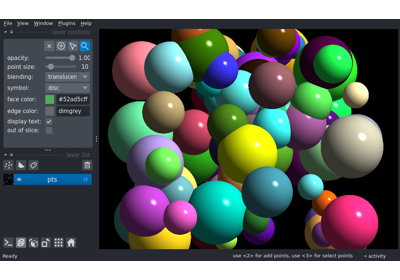 File View Window Plugins Help
layer controls
opacity: 1.00
point size: 10
blending: translucen
symbol: disc
face color: #52ad5cff
edge color: dimgrey
display text:
out of slice:
layer list
pts
Ready
use <2> for add points, use <3> for select points
activity